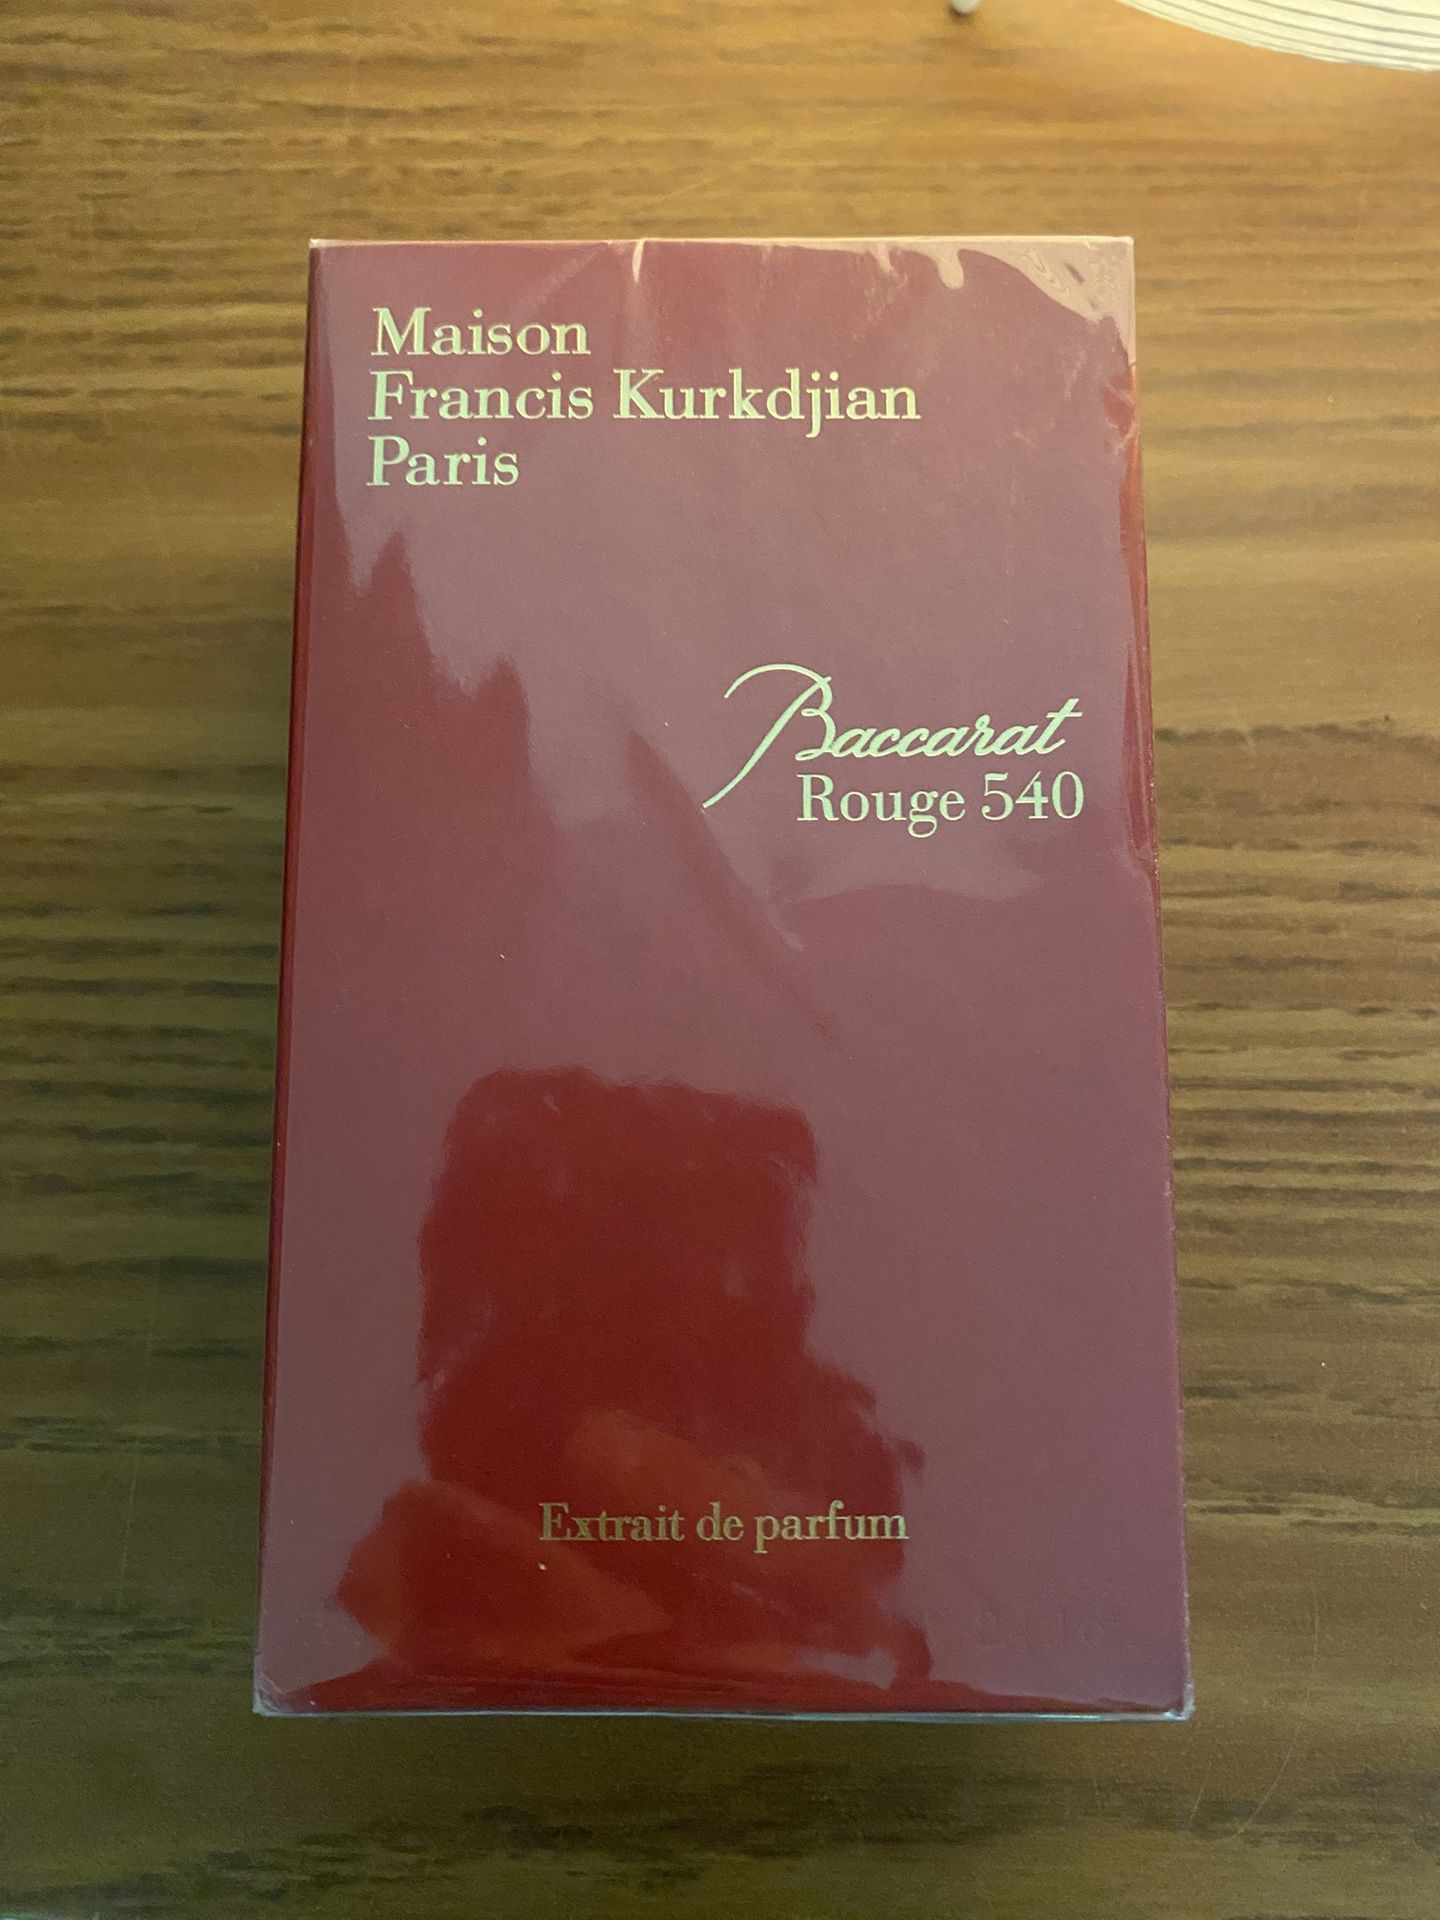 Maison
Francis Kurkdjian
Paris
Baccarat
Rouge 540
Extrait de parfum